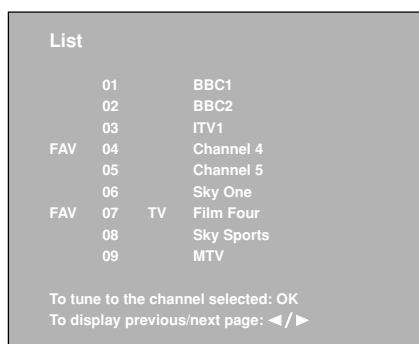 List
01 BBC1
02 BBC2
03 ITV1
FAV 04 Channel 4
05 Channel 5
06 Sky One
FAV 07 TV Film Four
08 Sky Sports
09 MTV
To tune to the channel selected: OK
To display previous/next page: ◄/►